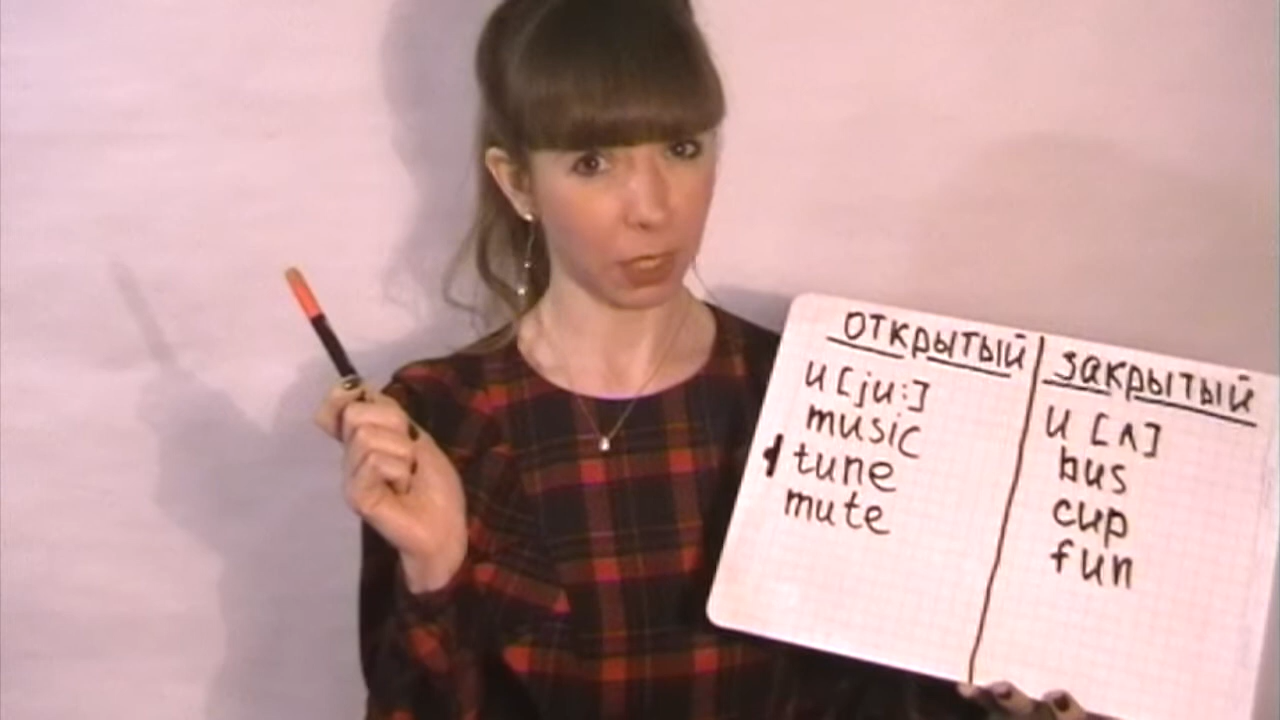 открытый
u [ju:]
music
tune
mute
закрытый
u [ʌ]
bus
cup
fun